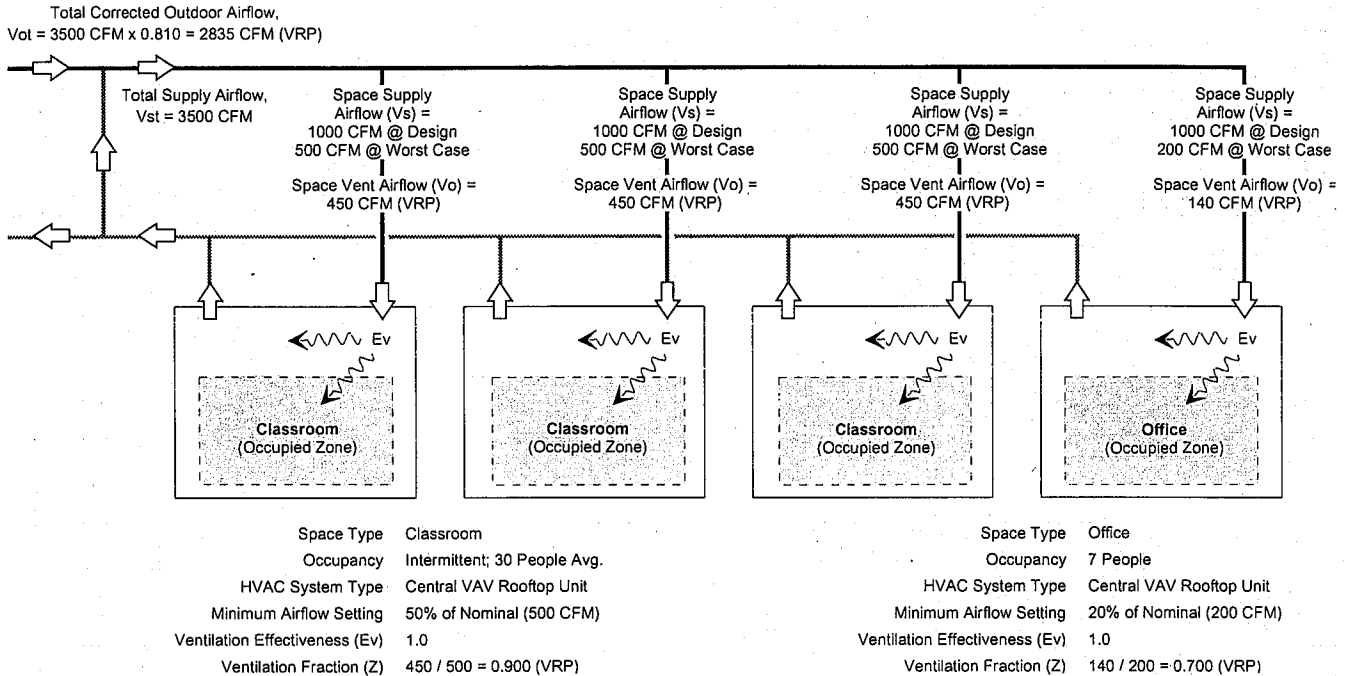 Total Corrected Outdoor Airflow,
Vot = 3500 CFM x 0.810 = 2835 CFM (VRP)
Total Supply Airflow,
Vst = 3500 CFM
Space Supply
Airflow (Vs) =
1000 CFM @ Design
500 CFM @ Worst Case
Space Vent Airflow (Vo) =
450 CFM (VRP)
Space Supply
Airflow (Vs) =
1000 CFM @ Design
500 CFM @ Worst Case
Space Vent Airflow (Vo) =
450 CFM (VRP)
Space Supply
Airflow (Vs) =
1000 CFM @ Design
500 CFM @ Worst Case
Space Vent Airflow (Vo) =
450 CFM (VRP)
Space Supply
Airflow (Vs) =
1000 CFM @ Design
200 CFM @ Worst Case
Space Vent Airflow (Vo) =
140 CFM (VRP)
Ev
Classroom
(Occupied Zone)
Ev
Classroom
(Occupied Zone)
Ev
Classroom
(Occupied Zone)
Ev
Office
(Occupied Zone)
Space Type Classroom
Occupancy Intermittent; 30 People Avg.
HVAC System Type Central VAV Rooftop Unit
Minimum Airflow Setting 50% of Nominal (500 CFM)
Ventilation Effectiveness (Ev) 1.0
Ventilation Fraction (Z) 450 / 500 = 0.900 (VRP)
Space Type Office
Occupancy 7 People
HVAC System Type Central VAV Rooftop Unit
Minimum Airflow Setting 20% of Nominal (200 CFM)
Ventilation Effectiveness (Ev) 1.0
Ventilation Fraction (Z) 140 / 200 = 0.700 (VRP)